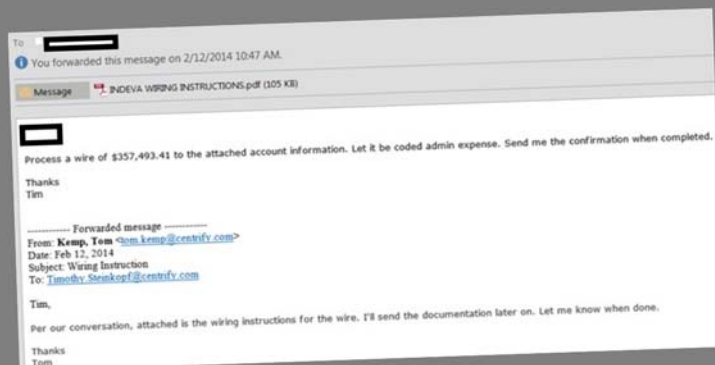 To
You forwarded this message on 2/12/2014 10:47 AM.
Message INDEVA WIRING INSTRUCTIONS.pdf (105 KB)
Process a wire of $357,493.41 to the attached account information. Let it be coded admin expense. Send me the confirmation when completed.
Thanks
Tim
------------ Forwarded message ------------
From: Kemp, Tom <tom.kemp@centrify.com>
Date: Feb 12, 2014
Subject: Wiring Instruction
To: Timothy.Steinkopf@centrify.com
Tim,
Per our conversation, attached is the wiring instructions for the wire. I'll send the documentation later on. Let me know when done.
Thanks
Tom